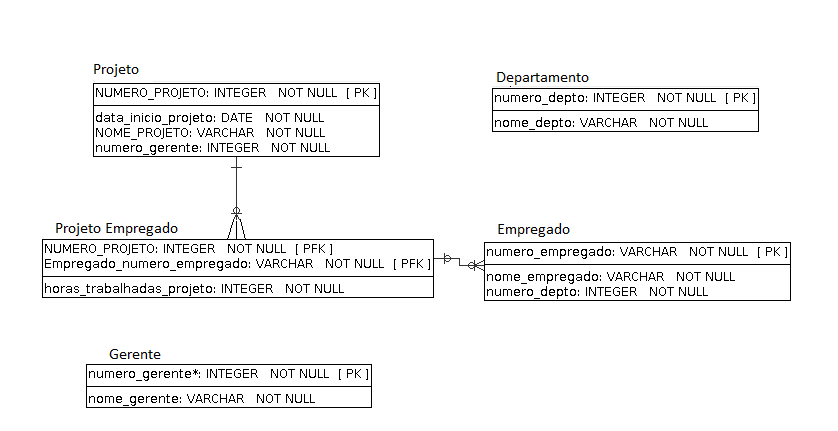 Projeto
NUMERO_PROJETO: INTEGER NOT NULL [ PK ]
data_inicio_projeto: DATE NOT NULL
NOME_PROJETO: VARCHAR NOT NULL
numero_gerente: INTEGER NOT NULL
Departamento
numero_depto: INTEGER NOT NULL [ PK ]
nome_depto: VARCHAR NOT NULL
Projeto Empregado
NUMERO_PROJETO: INTEGER NOT NULL [ PFK ]
Empregado_numero_empregado: VARCHAR NOT NULL [ PFK ]
horas_trabalhadas_projeto: INTEGER NOT NULL
Empregado
numero_empregado: VARCHAR NOT NULL [ PK ]
nome_empregado: VARCHAR NOT NULL
numero_depto: INTEGER NOT NULL
Gerente
numero_gerente*: INTEGER NOT NULL [ PK ]
nome_gerente: VARCHAR NOT NULL